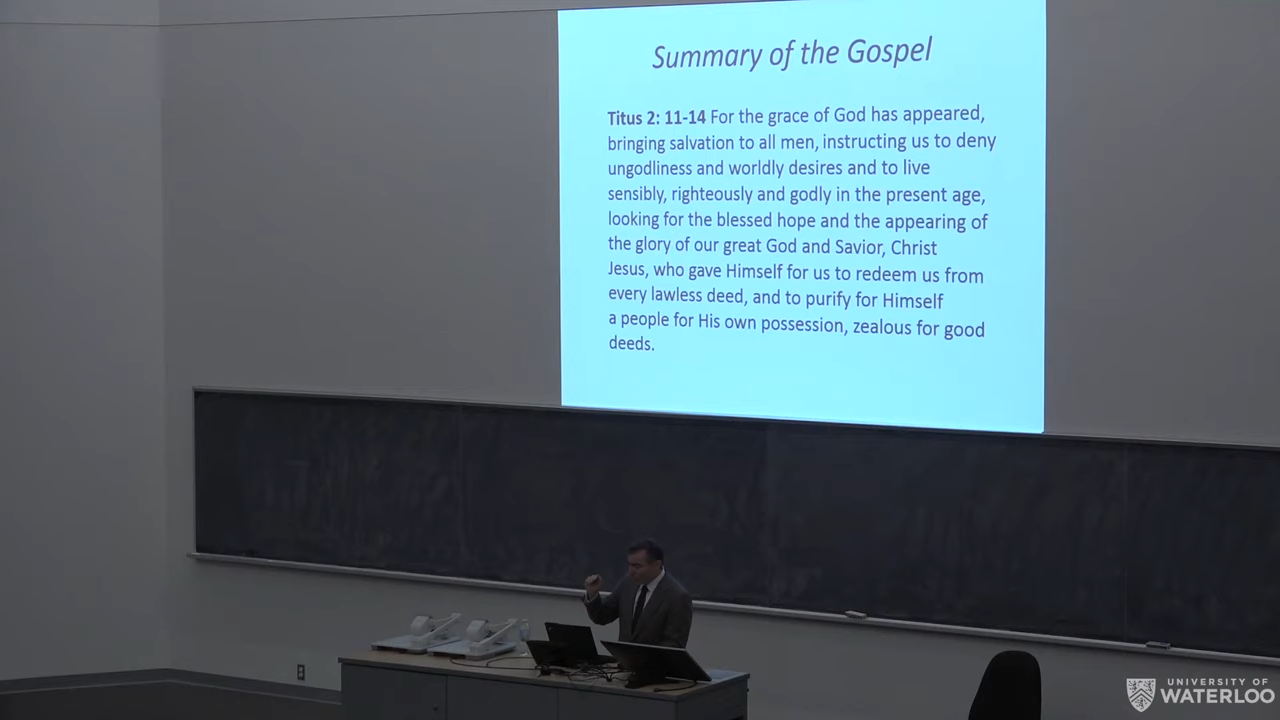 Summary of the Gospel
Titus 2: 11-14 For the grace of God has appeared,
bringing salvation to all men, instructing us to deny
ungodliness and worldly desires and to live
sensibly, righteously and godly in the present age,
looking for the blessed hope and the appearing of
the glory of our great God and Savior, Christ
Jesus, who gave Himself for us to redeem us from
every lawless deed, and to purify for Himself
a people for His own possession, zealous for good
deeds.
UNIVERSITY OF
WATERLOO